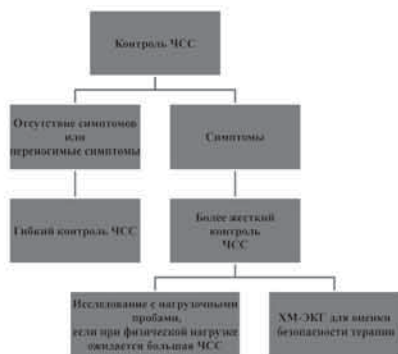 Контроль ЧСС
Отсутствие симптомов
или
переносимые симптомы
Симптомы
Гибкий контроль ЧСС
Более жесткий
контроль
ЧСС
Исследование с нагрузочными
пробами,
если при физической нагрузке
ожидается большая ЧСС
ХМ-ЭКГ для оценки
безопасности терапии